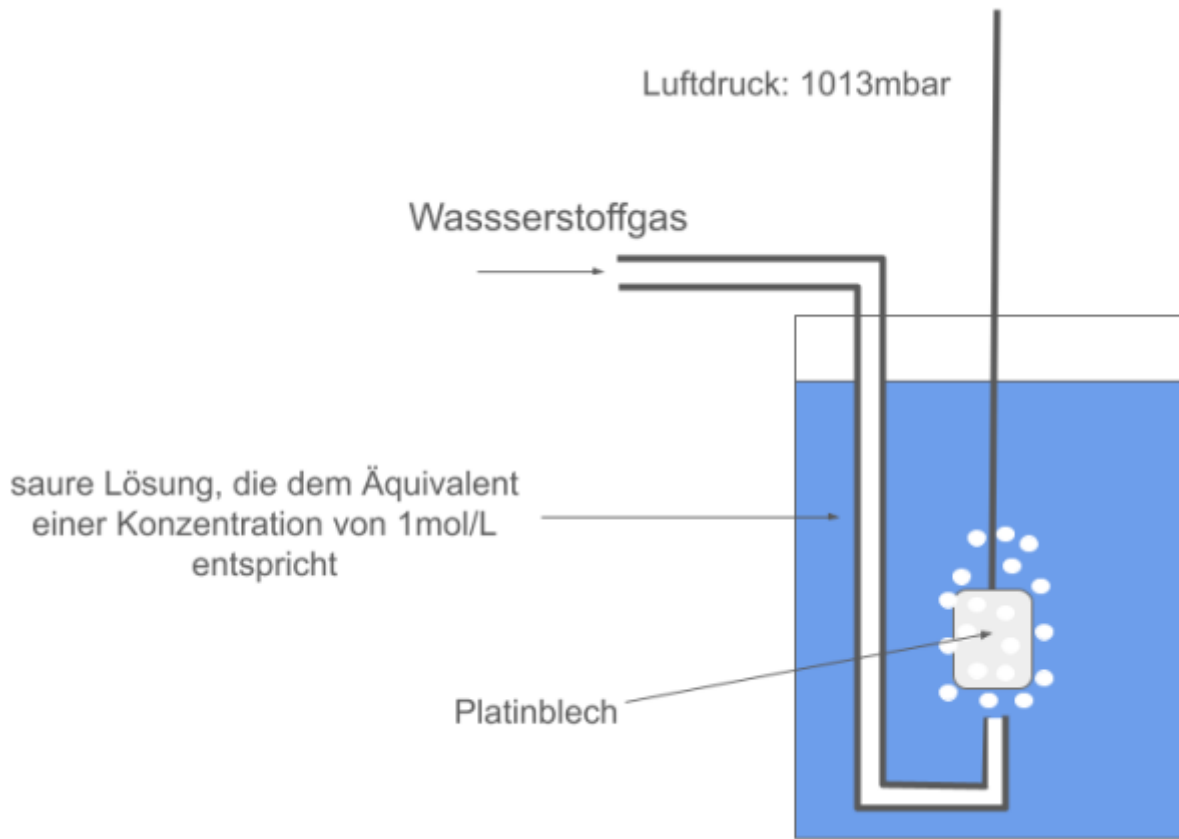 Luftdruck: 1013mbar
Wassserstoffgas
saure Lösung, die dem Äquivalent
einer Konzentration von 1mol/L
entspricht
Platinblech